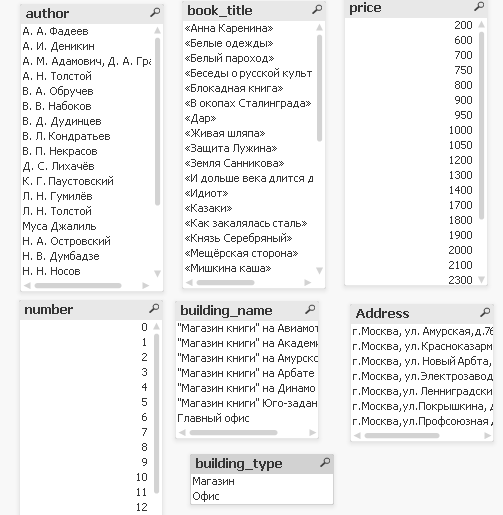 author
А. А. Фадеев
А. И. Деникин
А. М. Адамович, Д. А. Гра
А. Н. Толстой
В. А. Обручев
В. В. Набоков
В. Д. Дудинцев
В. Л. Кондратьев
В. П. Некрасов
Д. С. Лихачёв
К. Г. Паустовский
Л. Н. Гумилёв
Л. Н. Толстой
Муса Джалиль
Н. А. Островский
Н. В. Думбадзе
Н. Н. Носов
book_title
«Анна Каренина»
«Белые одежды»
«Белый пароход»
«Беседы о русской культ
«Блокадная книга»
«В окопах Сталинграда»
«Дар»
«Живая шляпа»
«Защита Лужина»
«Земля Санникова»
«И дольше века длится д
«Идиот»
«Казаки»
«Как закалялась сталь»
«Князь Серебряный»
«Мещёрская сторона»
«Мишкина каша»
price
200
600
700
750
800
900
950
1000
1050
1200
1300
1400
1700
1800
1900
2000
2100
2300
number
0
1
2
3
4
5
6
7
8
9
10
11
12
building_name
"Магазин книги" на Авиамот
"Магазин книги" на Академи
"Магазин книги" на Амурско
"Магазин книги" на Арбате
"Магазин книги" на Динамо
"Магазин книги" Юго-задан
Главный офис
Address
г.Москва, ул. Амурская,д.76
г.Москва, ул. Красноказарм
г.Москва, ул. Новый Арбта,
г.Москва, ул.Электрозавод
г.Москва, ул. Ленниградски
г.Москва, ул.Покрышкина, д
г.Москва, ул.Профсоюзная д
building_type
Магазин
Офис